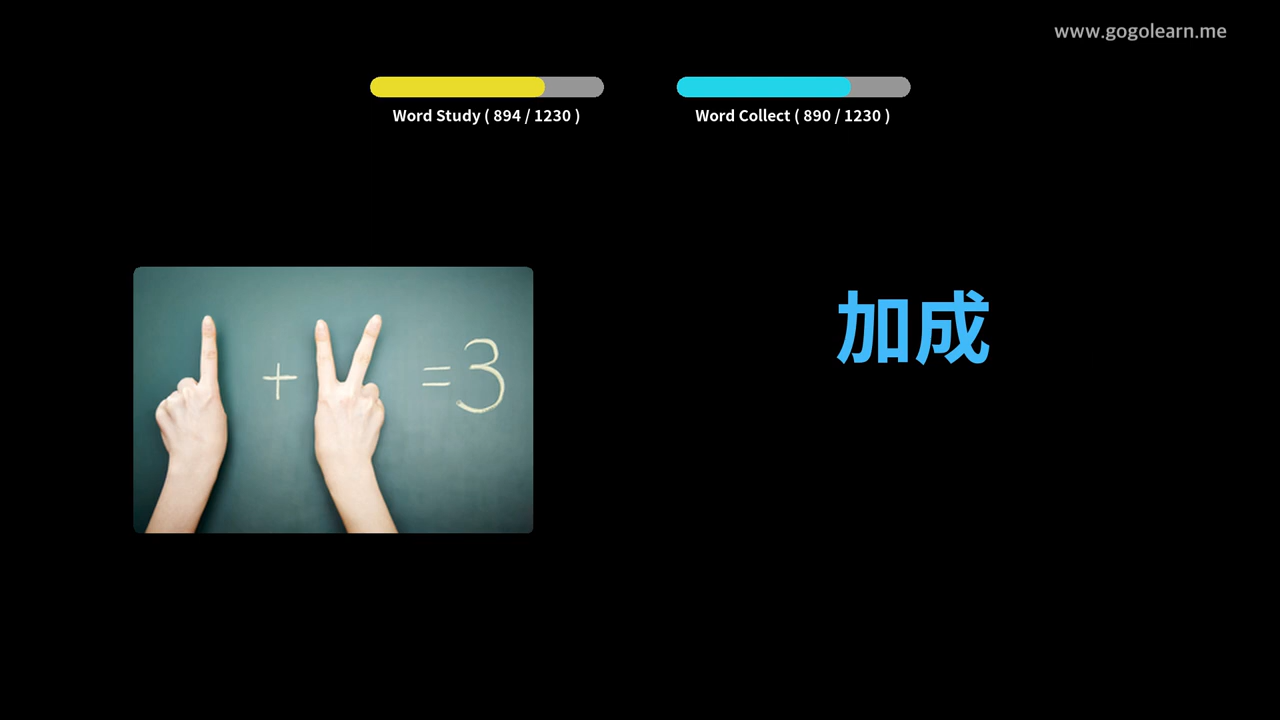 www.gogolearn.me
Word Study ( 894 / 1230 )
Word Collect ( 890 / 1230 )
+ =3
加成